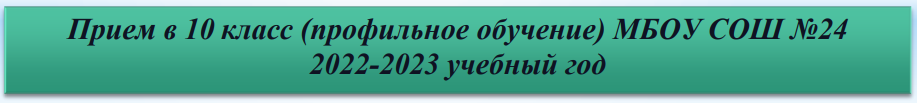 Прием в 10 класс (профильное обучение) МБОУ СОШ №24
2022-2023 учебный год